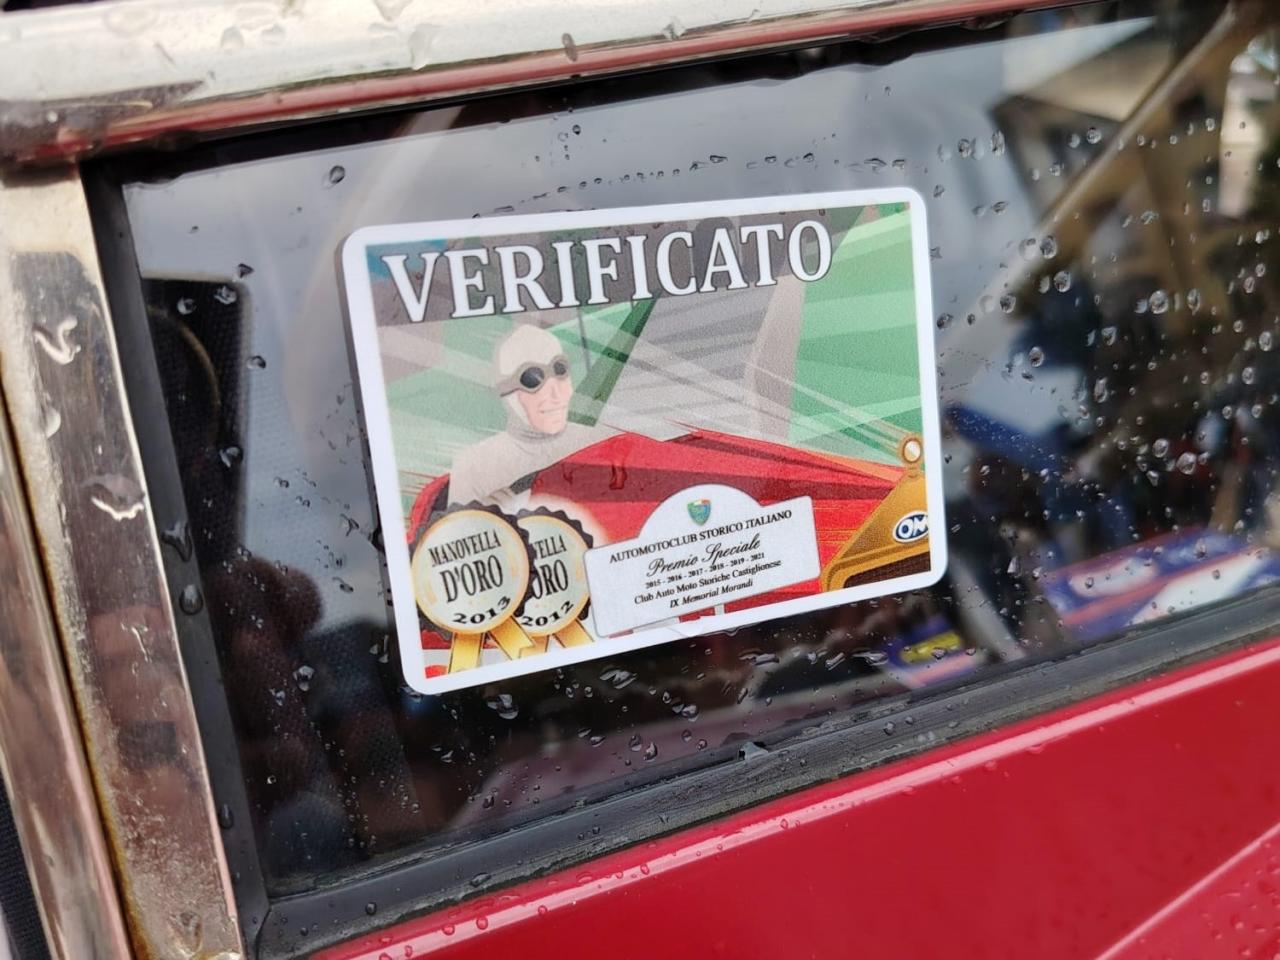 VERIFICATO
MANOVELLA
D'ORO
2013
VELLA
ORO
2012
AUTOMOTOCLUB STORICO ITALIANO
Premio Speciale
2015 - 2016 - 2017 - 2018 - 2019 - 2021
Club Auto Moto Storiche Castiglionese
IX Memorial Morandi
OM